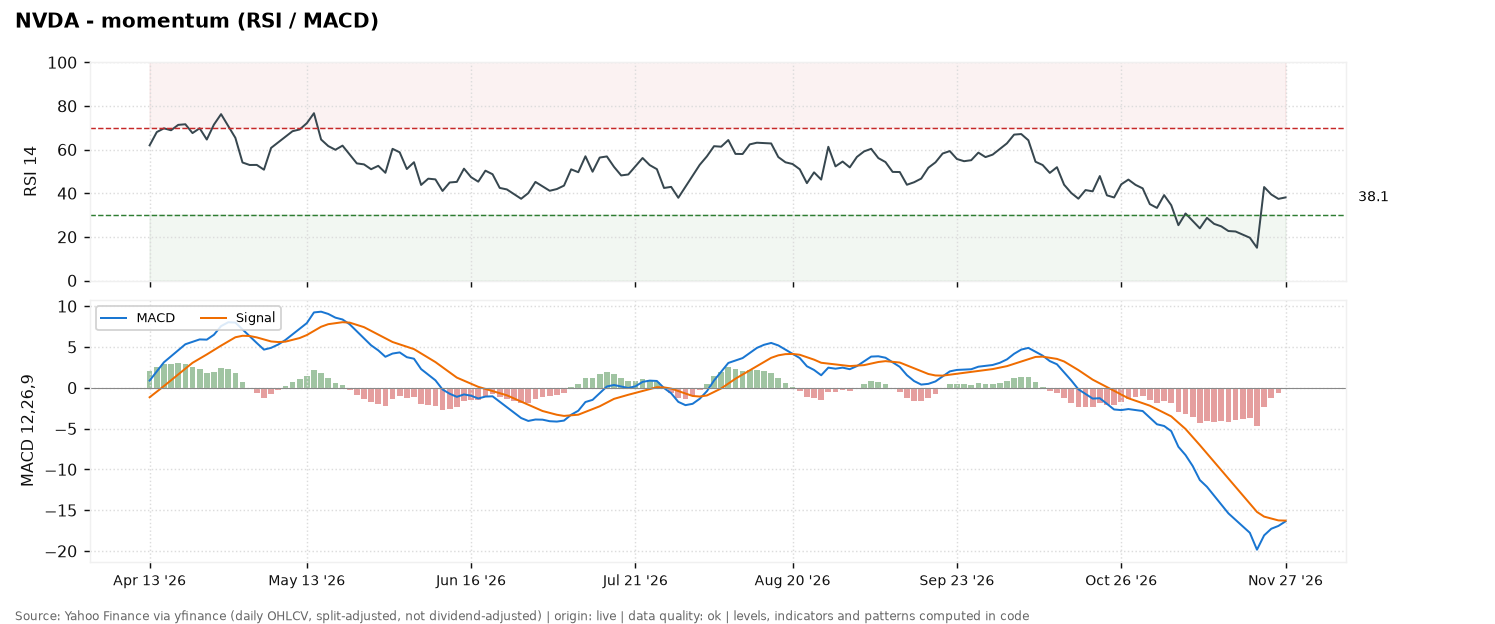 NVDA - momentum (RSI / MACD)
100
80
60
40
20
0
RSI 14
38.1
MACD
Signal
10
5
0
−5
−10
−15
−20
MACD 12,26,9
Apr 13 '26
May 13 '26
Jun 16 '26
Jul 21 '26
Aug 20 '26
Sep 23 '26
Oct 26 '26
Nov 27 '26
Source: Yahoo Finance via yfinance (daily OHLCV, split-adjusted, not dividend-adjusted) | origin: live | data quality: ok | levels, indicators and patterns computed in code